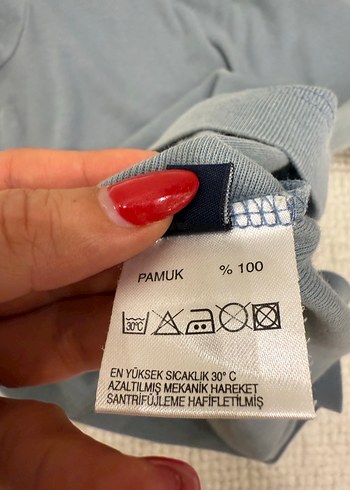 PAMUK % 100
30°C
EN YÜKSEK SICAKLIK 30° C
AZALTILMIŞ MEKANİK HAREKET
SANTRİFÜJLEME HAFİFLETİLMİŞ